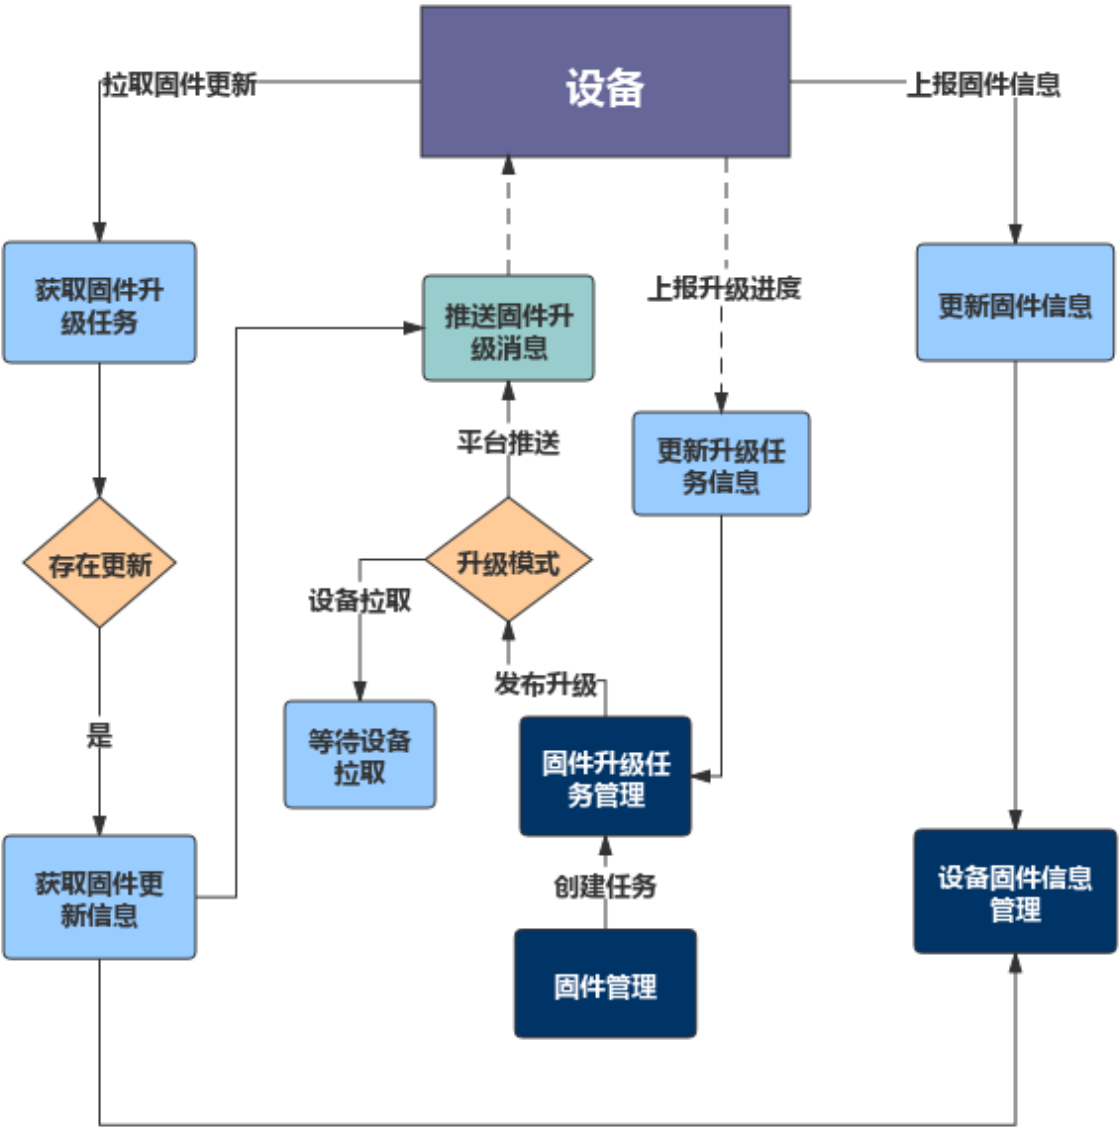 设备
拉取固件更新
上报固件信息
获取固件升
级任务
推送固件升
级消息
上报升级进度
更新固件信息
平台推送
更新升级任
务信息
存在更新
升级模式
设备拉取
发布升级
是
等待设备
拉取
固件升级任
务管理
获取固件更
新信息
创建任务
设备固件信息
管理
固件管理